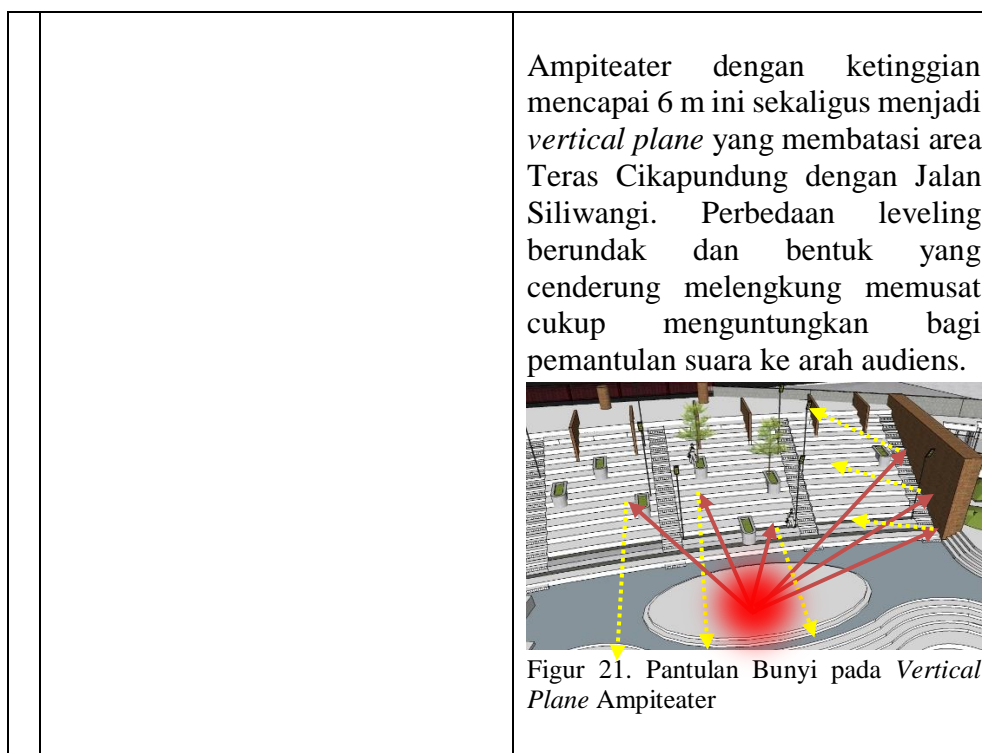 Ampiteater dengan ketinggian
mencapai 6 m ini sekaligus menjadi
vertical plane yang membatasi area
Teras Cikapundung dengan Jalan
Siliwangi. Perbedaan leveling
berundak dan bentuk yang
cenderung melengkung memusat
cukup menguntungkan bagi
pemantulan suara ke arah audiens.
Figur 21. Pantulan Bunyi pada Vertical
Plane Ampiteater